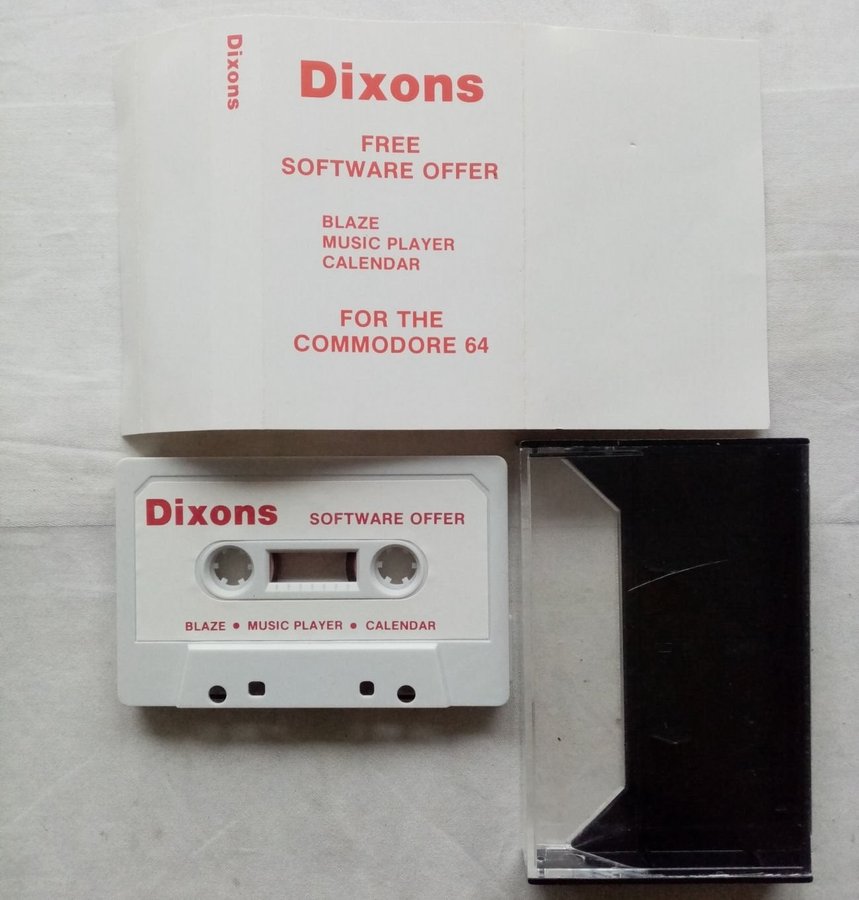 Dixons
Dixons
FREE
SOFTWARE OFFER
BLAZE
MUSIC PLAYER
CALENDAR
FOR THE
COMMODORE 64
Dixons SOFTWARE OFFER
BLAZE • MUSIC PLAYER • CALENDAR